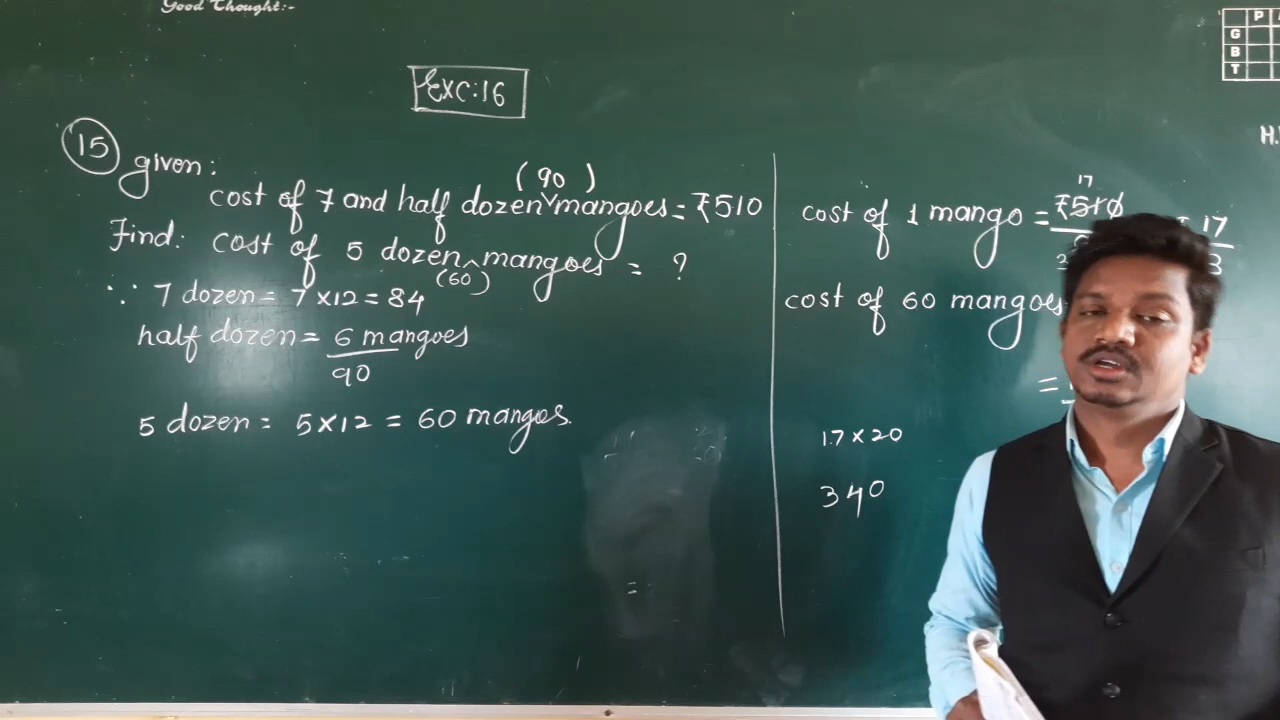 Good Thought:-
P
G
B
T
H.
Exc:16
15 given:
(90)
cost of 7 and half dozen mangoes = ₹510
Find: cost of 5 dozen mangoes = ?
(60)
∵ 7 dozen = 7 × 12 = 84
half dozen = 6 mangoes
90
5 dozen = 5 × 12 = 60 mangoes.
=
17
cost of 1 mango = ₹510
17
3
cost of 60 mangoes
=
17 × 20
340